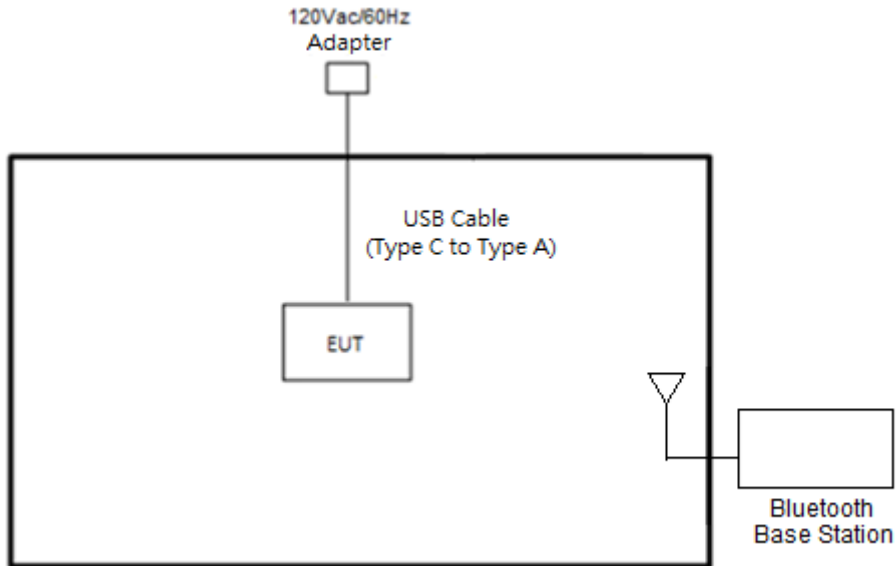 120Vac/60Hz
Adapter
USB Cable
(Type C to Type A)
EUT
Bluetooth
Base Station